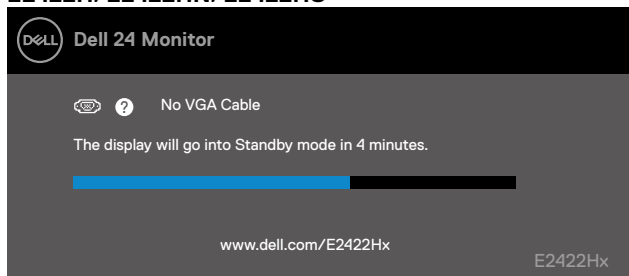 DELL Dell 24 Monitor
? No VGA Cable
The display will go into Standby mode in 4 minutes.
www.dell.com/E2422Hx
E2422Hx